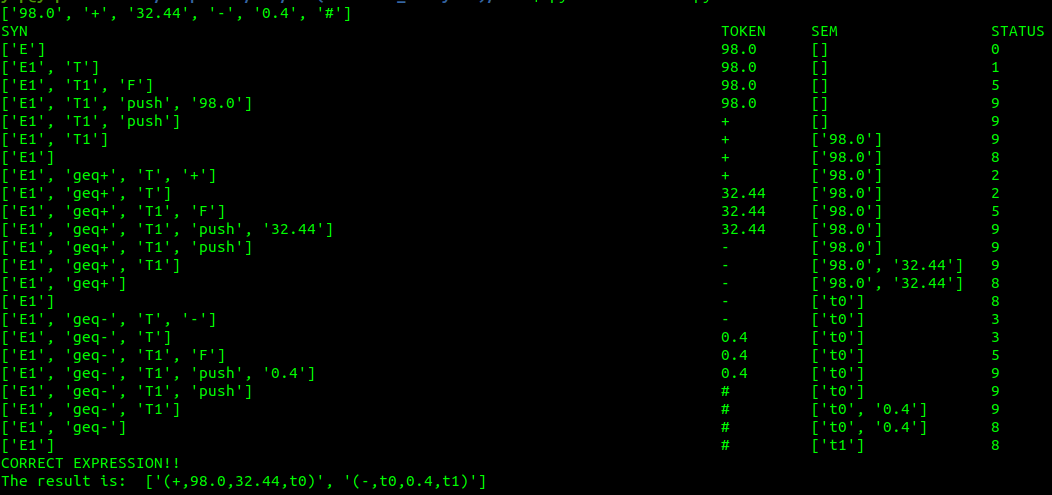 ['98.0', '+', '32.44', '-', '0.4', '#']
SYN TOKEN SEM STATUS
['E'] 98.0 [] 0
['E1', 'T'] 98.0 [] 1
['E1', 'T1', 'F'] 98.0 [] 5
['E1', 'T1', 'push', '98.0'] 98.0 [] 9
['E1', 'T1', 'push'] + [] 9
['E1', 'T1'] + ['98.0'] 9
['E1'] + ['98.0'] 8
['E1', 'geq+', 'T', '+'] + ['98.0'] 2
['E1', 'geq+', 'T'] 32.44 ['98.0'] 2
['E1', 'geq+', 'T1', 'F'] 32.44 ['98.0'] 5
['E1', 'geq+', 'T1', 'push', '32.44'] 32.44 ['98.0'] 9
['E1', 'geq+', 'T1', 'push'] - ['98.0'] 9
['E1', 'geq+', 'T1'] - ['98.0', '32.44'] 9
['E1', 'geq+'] - ['98.0', '32.44'] 8
['E1'] - ['t0'] 8
['E1', 'geq-', 'T', '-'] - ['t0'] 3
['E1', 'geq-', 'T'] 0.4 ['t0'] 3
['E1', 'geq-', 'T1', 'F'] 0.4 ['t0'] 5
['E1', 'geq-', 'T1', 'push', '0.4'] 0.4 ['t0'] 9
['E1', 'geq-', 'T1', 'push'] # ['t0'] 9
['E1', 'geq-', 'T1'] # ['t0', '0.4'] 9
['E1', 'geq-'] # ['t0', '0.4'] 8
['E1'] # ['t1'] 8
CORRECT EXPRESSION!!
The result is:  ['(+,98.0,32.44,t0)', '(-,t0,0.4,t1)']